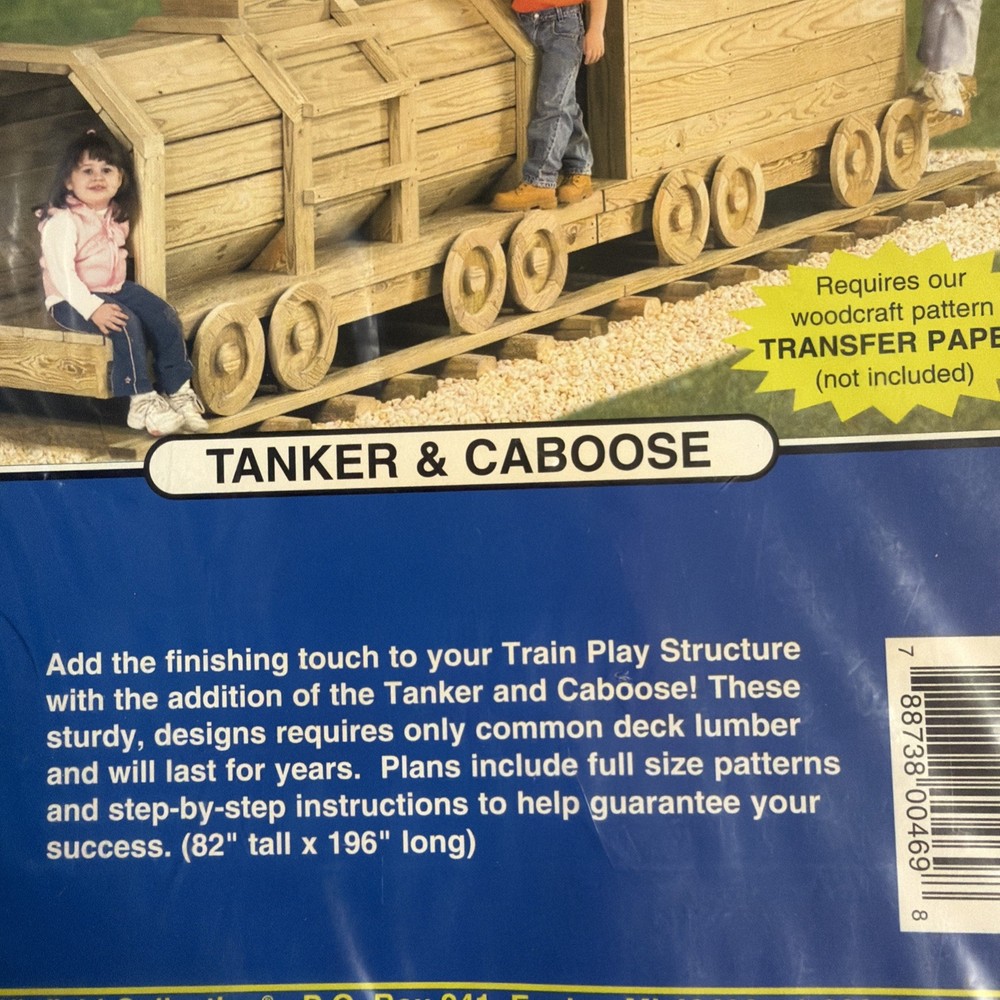 Requires our
woodcraft pattern
TRANSFER PAPE
(not included)
TANKER & CABOOSE
Add the finishing touch to your Train Play Structure
with the addition of the Tanker and Caboose! These
sturdy, designs requires only common deck lumber
and will last for years. Plans include full size patterns
and step-by-step instructions to help guarantee your
success. (82" tall x 196" long)
7 88738 00469 8